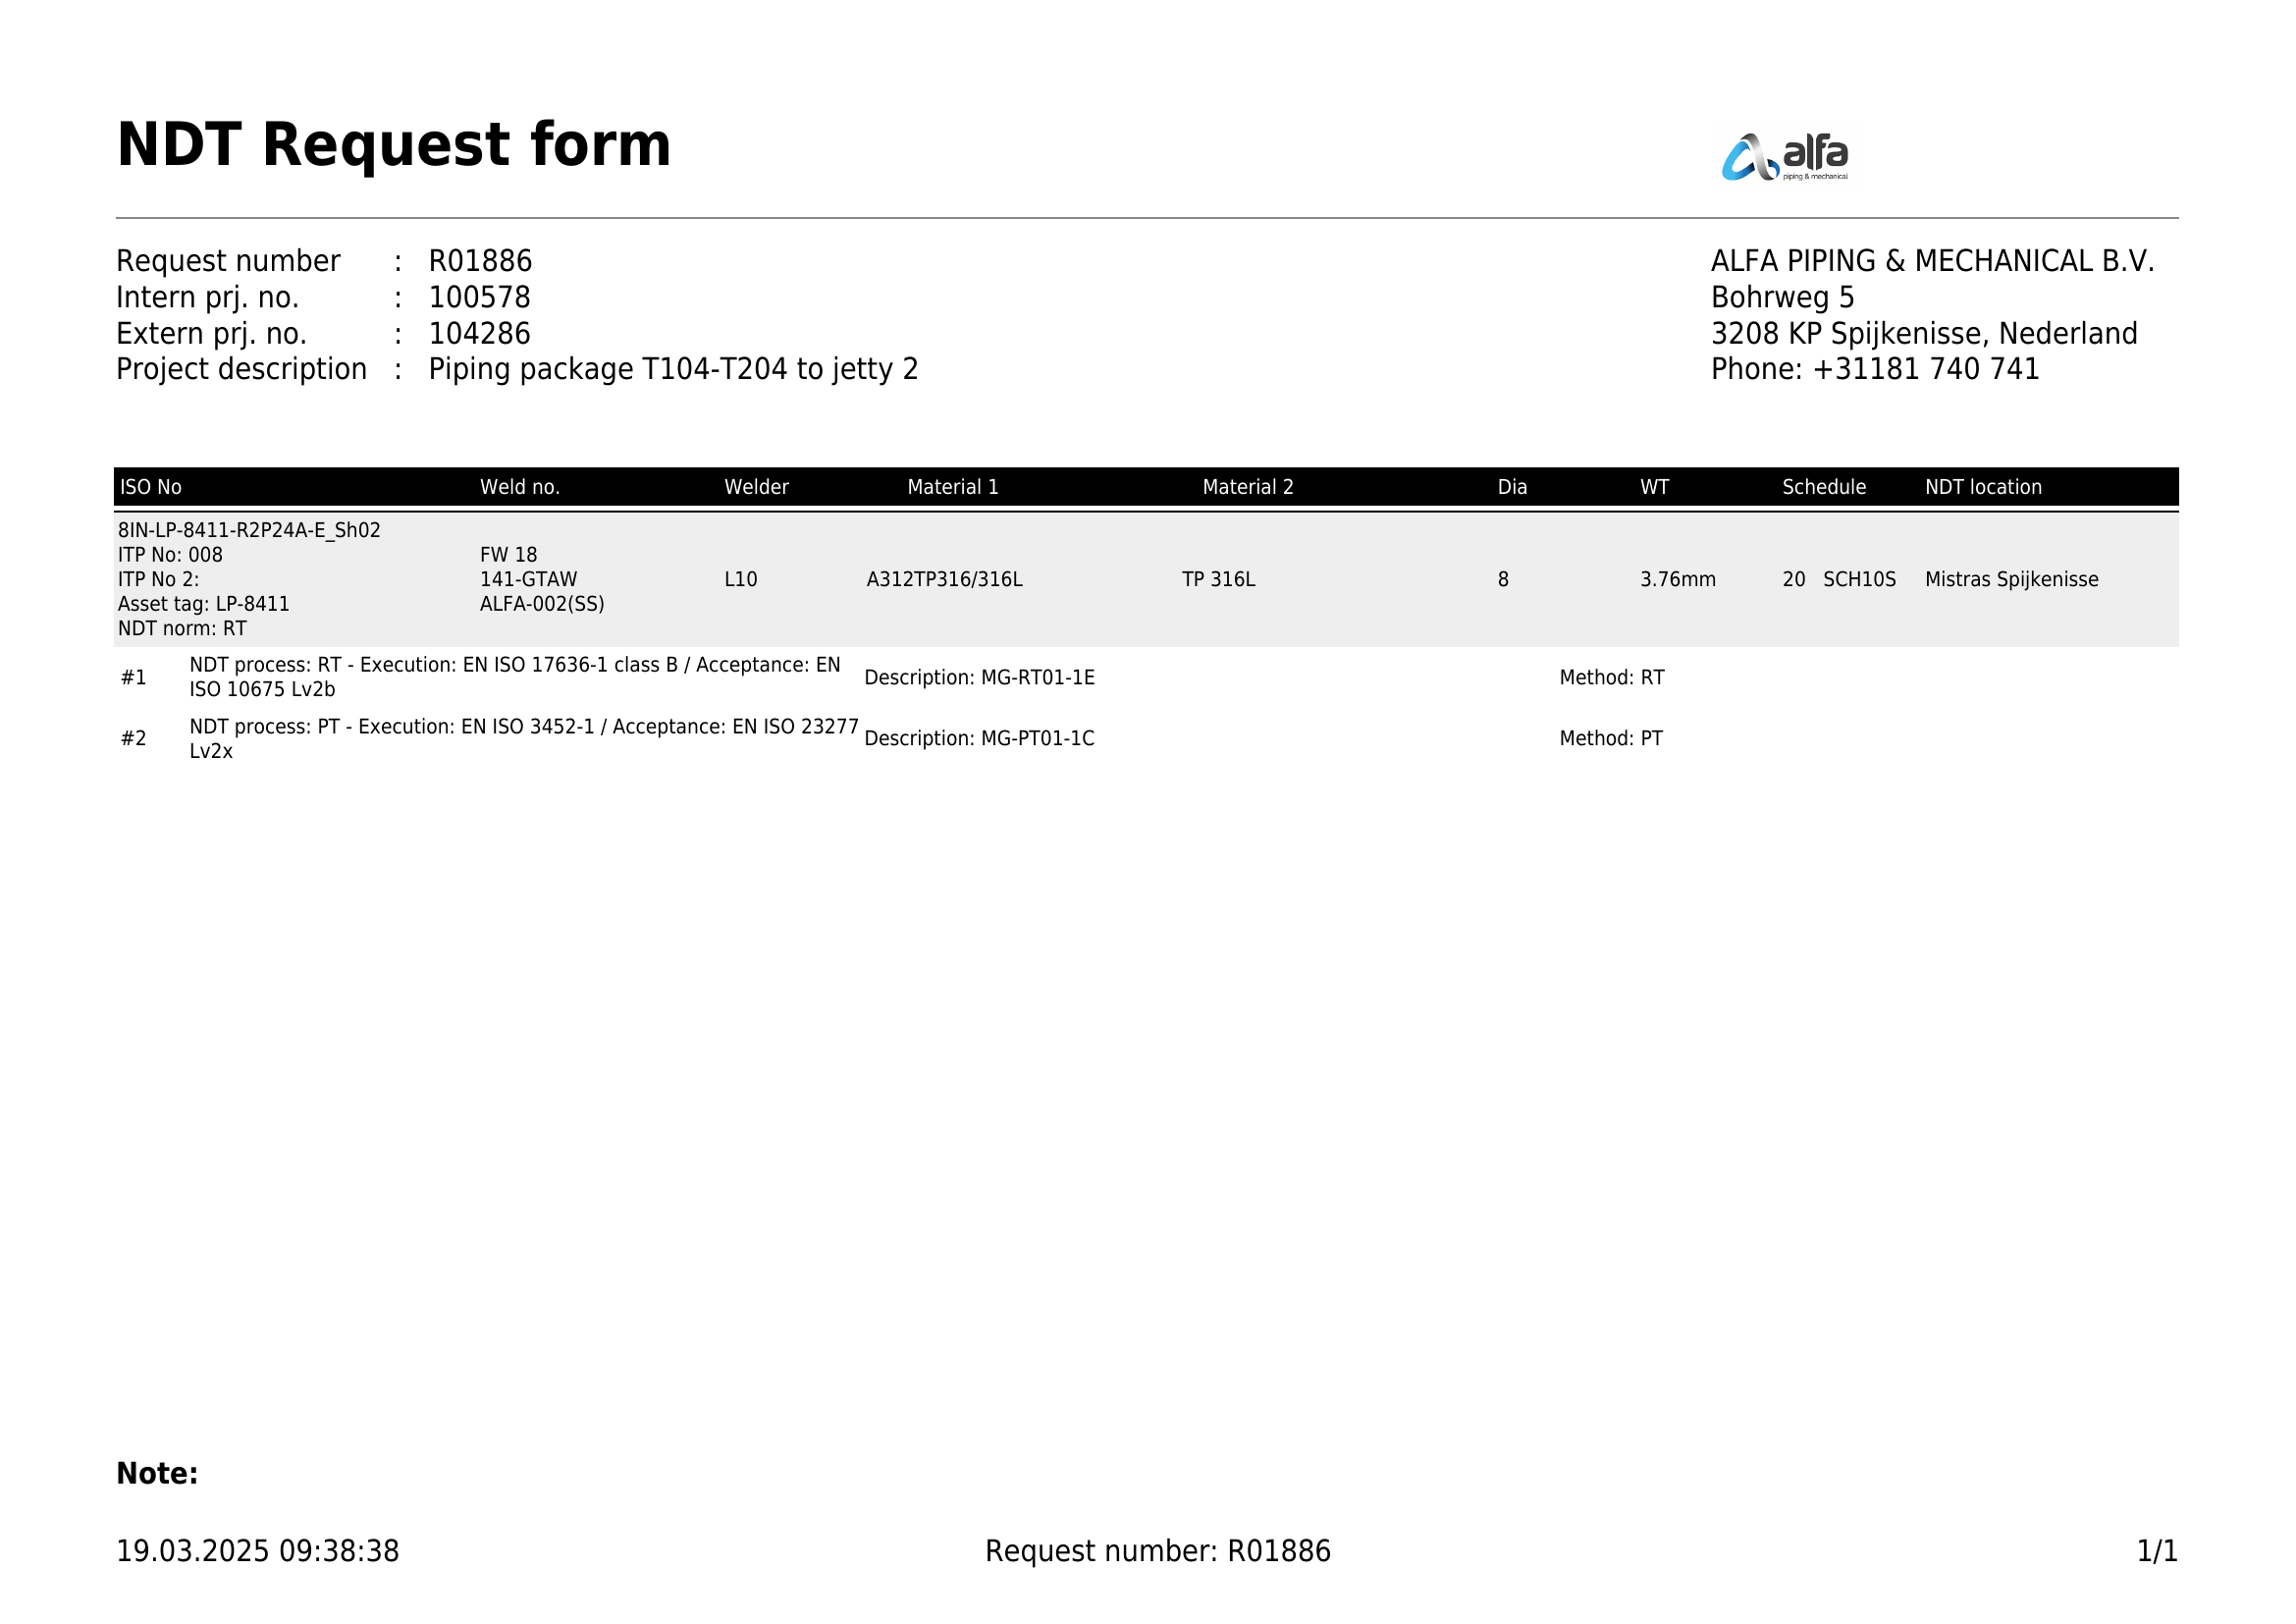 NDT Request form
alfa
piping & mechanical
Request number : R01886
Intern prj. no. : 100578
Extern prj. no. : 104286
Project description : Piping package T104-T204 to jetty 2
ALFA PIPING & MECHANICAL B.V.
Bohrweg 5
3208 KP Spijkenisse, Nederland
Phone: +31181 740 741
ISO No Weld no. Welder Material 1 Material 2 Dia WT Schedule NDT location
8IN-LP-8411-R2P24A-E_Sh02
ITP No: 008 FW 18
ITP No 2: 141-GTAW L10 A312TP316/316L TP 316L 8 3.76mm 20 SCH10S Mistras Spijkenisse
Asset tag: LP-8411 ALFA-002(SS)
NDT norm: RT
#1 NDT process: RT - Execution: EN ISO 17636-1 class B / Acceptance: EN
ISO 10675 Lv2b Description: MG-RT01-1E Method: RT
#2 NDT process: PT - Execution: EN ISO 3452-1 / Acceptance: EN ISO 23277
Lv2x Description: MG-PT01-1C Method: PT
Note:
19.03.2025 09:38:38 Request number: R01886 1/1